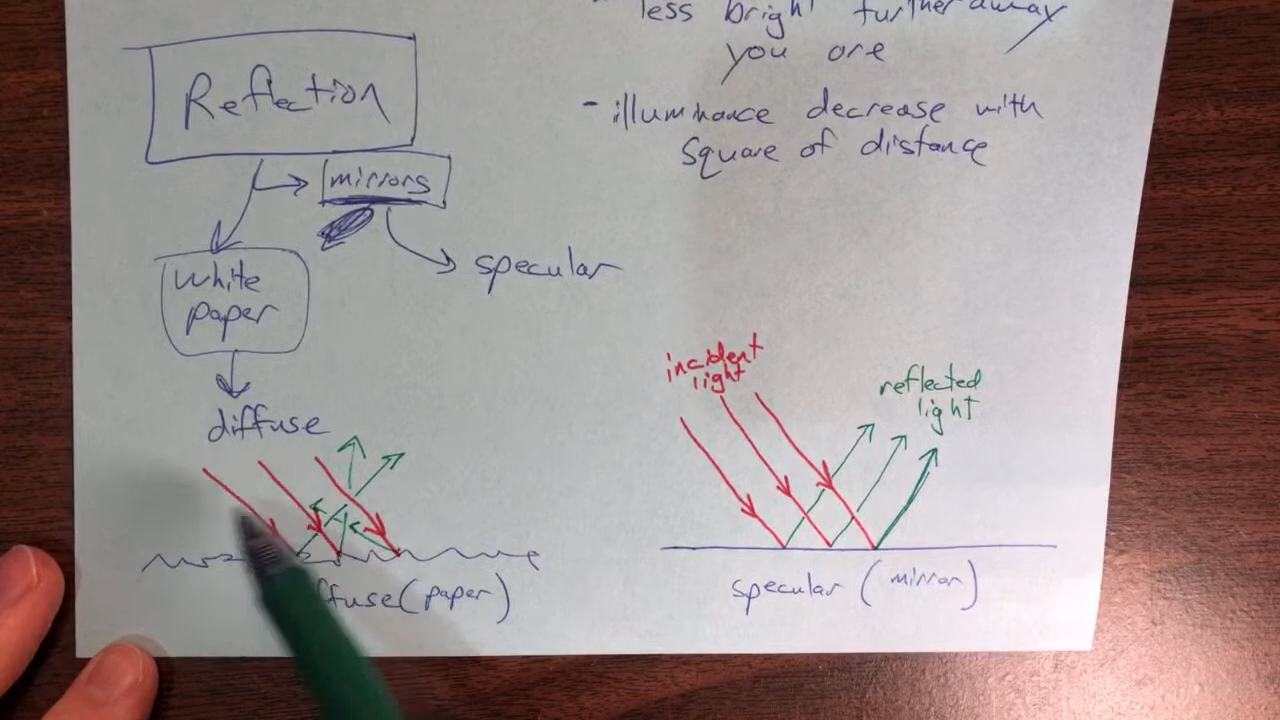 less bright further away
you are
- illuminance decrease with
square of distance
Reflection
mirrors
specular
white
paper
diffuse
incident
light
reflected
light
(paper)
specular (mirror)